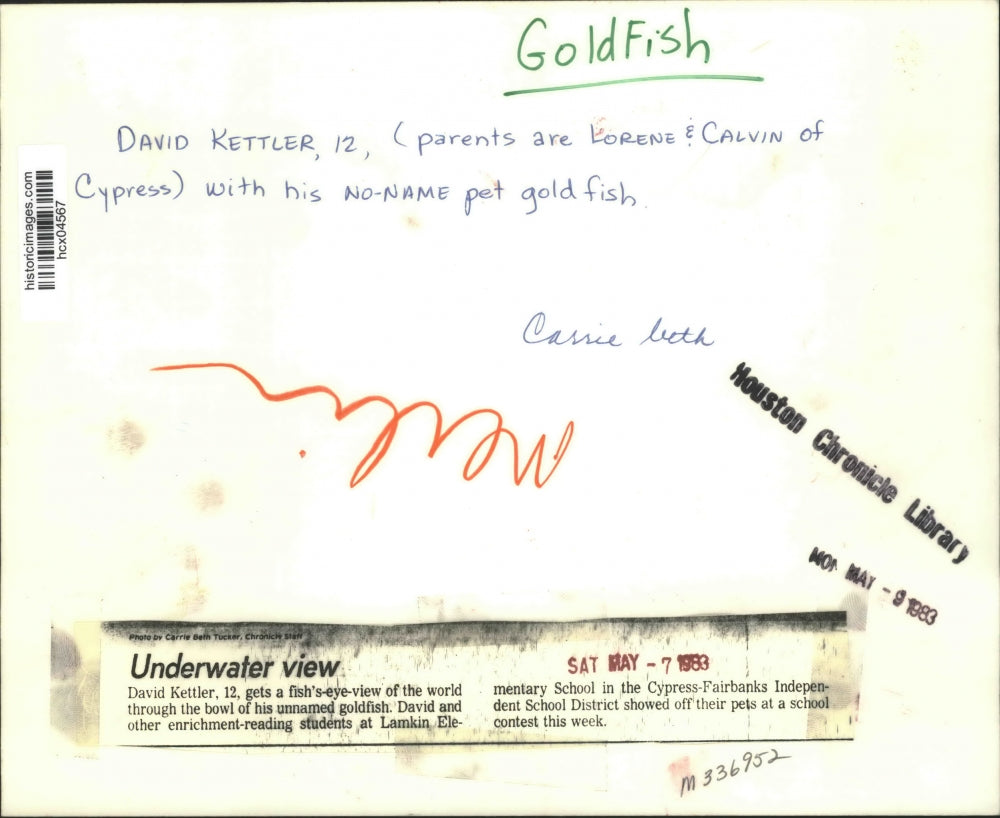 GoldFish
DAVID KETTLER, 12, (parents are LORENE & CALVIN of
Cypress) with his NO-NAME pet gold fish.
historicimages.com
hcx04567
Carrie beth
Houston Chronicle Library
MON MAY - 9 1983
Photo by Carrie Beth Tucker, Chronicle Staff
Underwater view
SAT MAY - 7 1983
David Kettler, 12, gets a fish's-eye-view of the world
through the bowl of his unnamed goldfish. David and
other enrichment-reading students at Lamkin Ele-
mentary School in the Cypress-Fairbanks Indepen-
dent School District showed off their pets at a school
contest this week.
M 336952